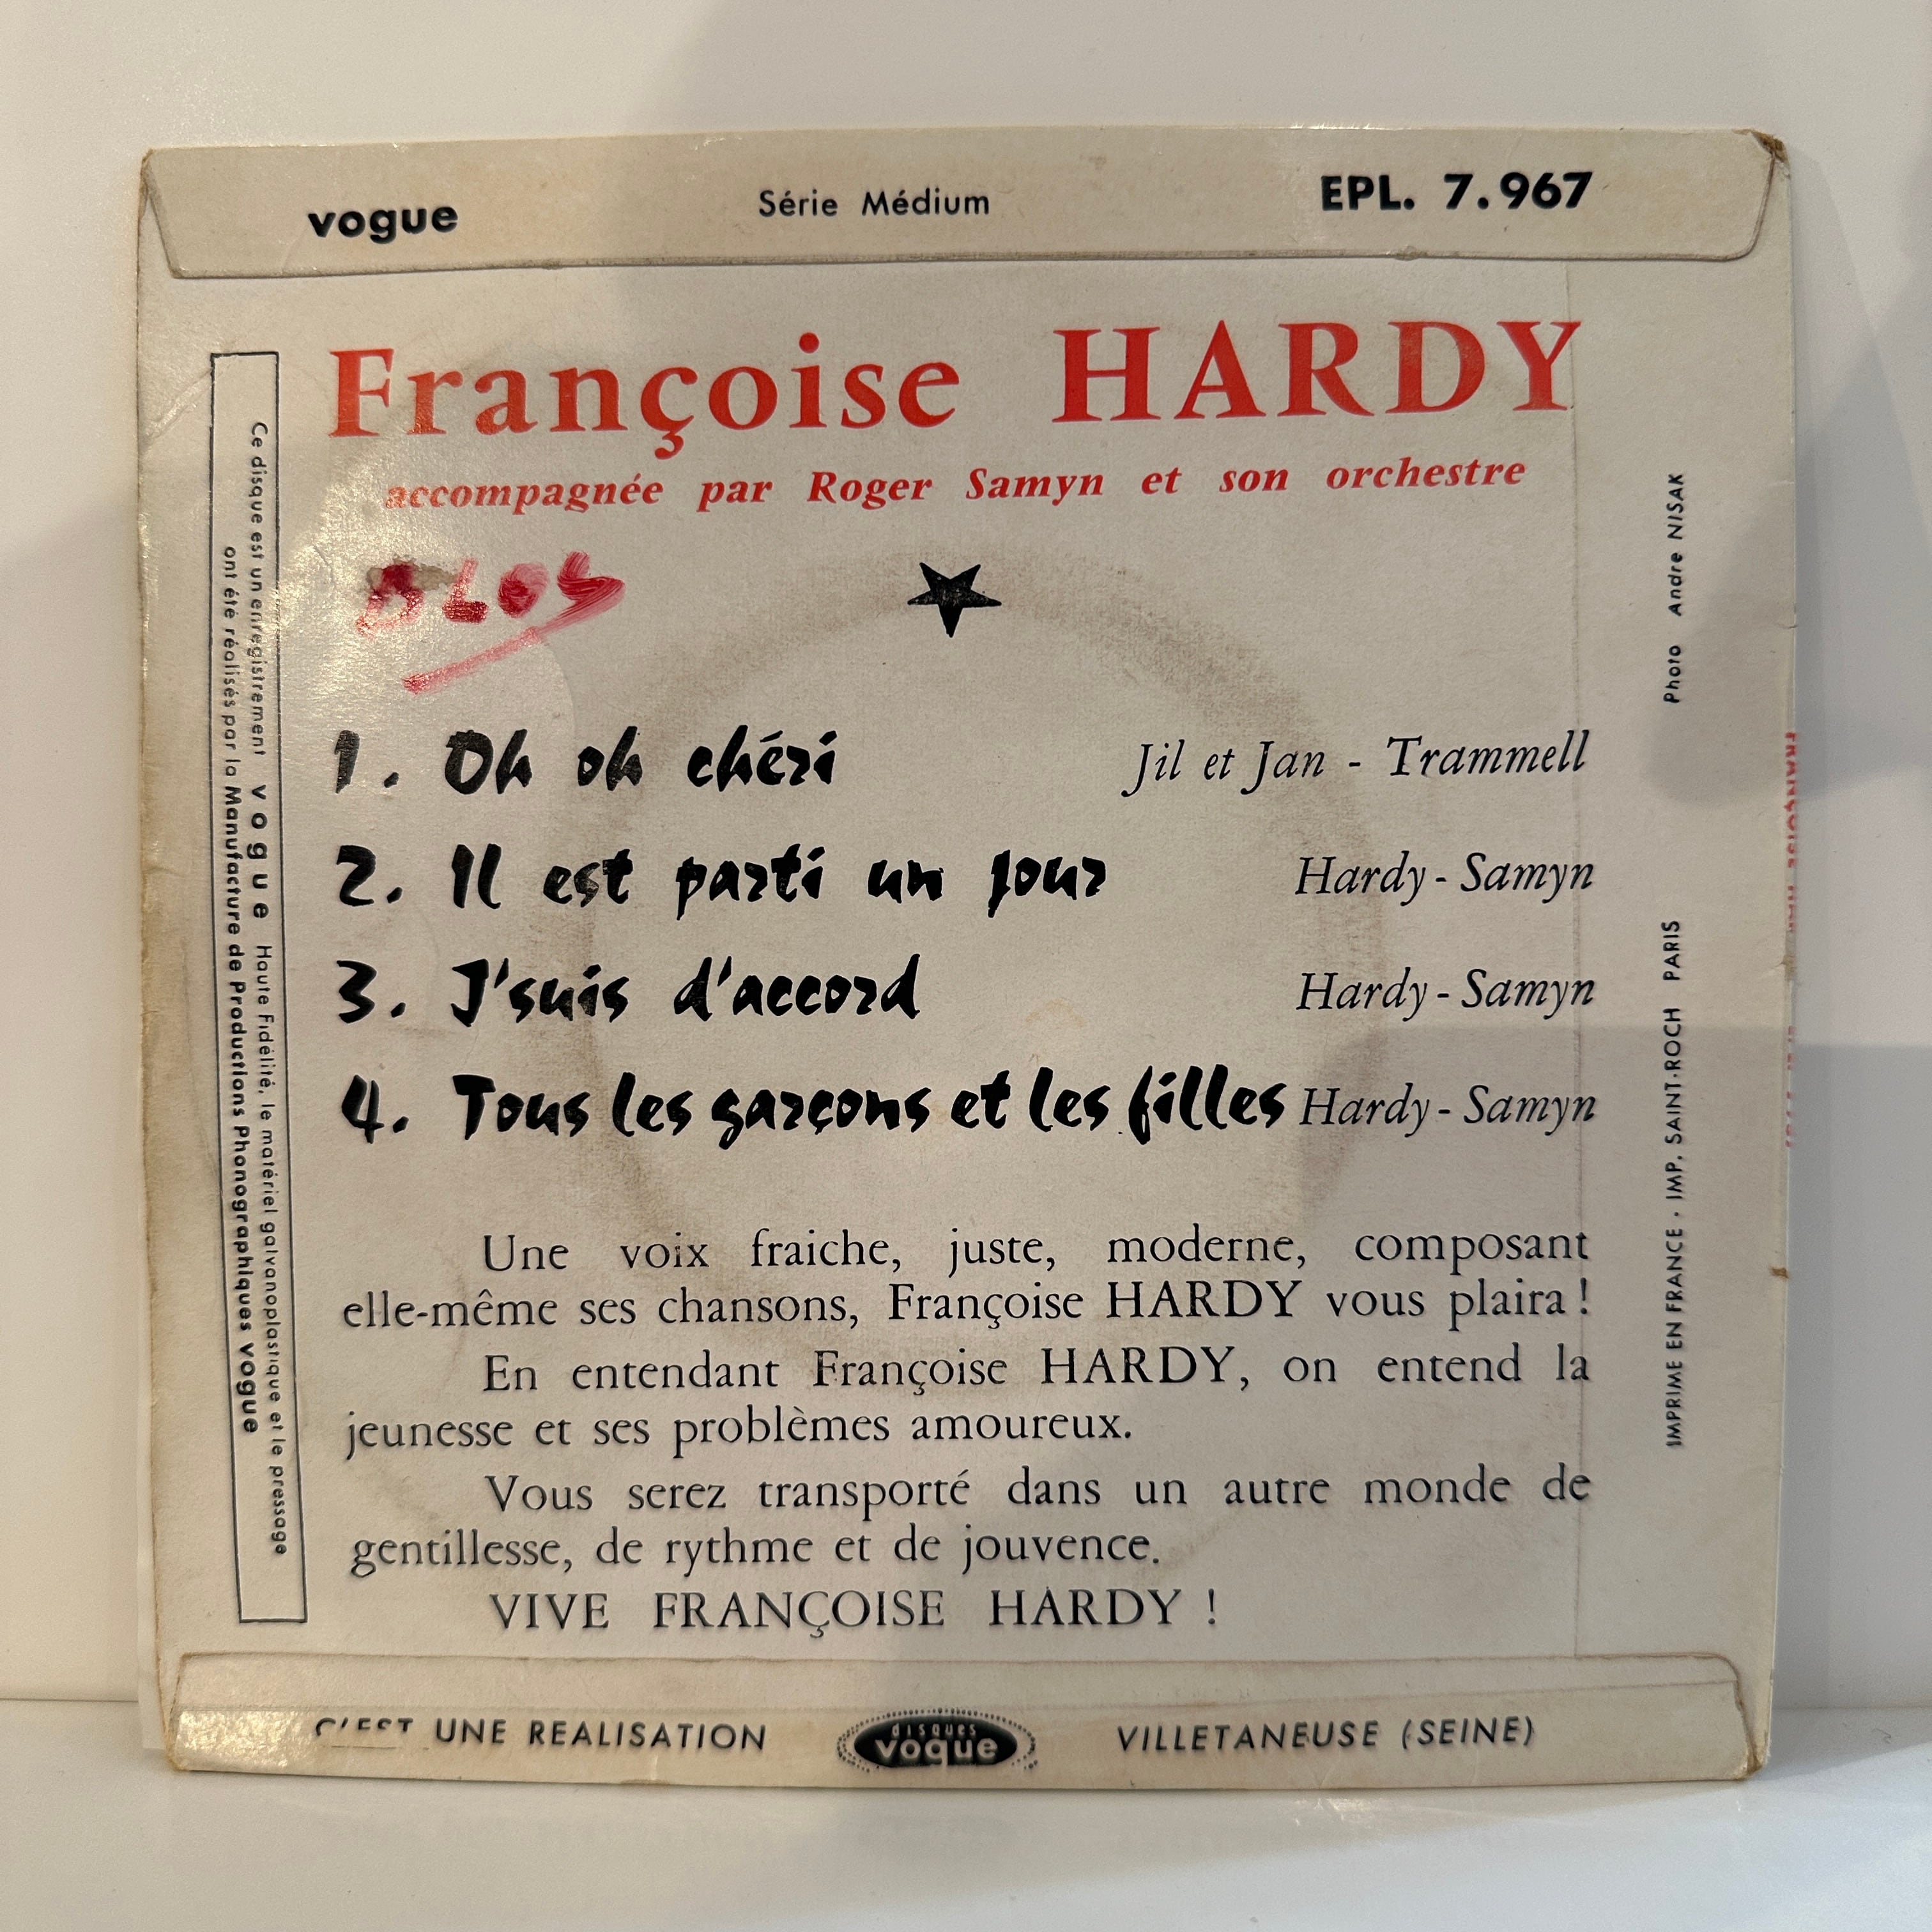 vogue Série Médium EPL. 7.967
Françoise HARDY
accompagnée par Roger Samyn et son orchestre
1. Oh oh chéri Jil et Jan - Trammell
2. Il est parti un jour Hardy - Samyn
3. J'suis d'accord Hardy - Samyn
4. Tous les garçons et les filles Hardy - Samyn
Une voix fraiche, juste, moderne, composant
elle-même ses chansons, Françoise HARDY vous plaira !
En entendant Françoise HARDY, on entend la
jeunesse et ses problèmes amoureux.
Vous serez transporté dans un autre monde de
gentillesse, de rythme et de jouvence.
VIVE FRANÇOISE HARDY !
C'EST UNE REALISATION disques vogue VILLETANEUSE (SEINE)
Ce disque est un enregistrement vogue Haute Fidélité, le matériel galvanoplastique et le pressage
ont été réalisés par la Manufacture de Productions Phonographiques vogue
Photo Andre NISAK
IMPRIME EN FRANCE - IMP. SAINT-ROCH PARIS